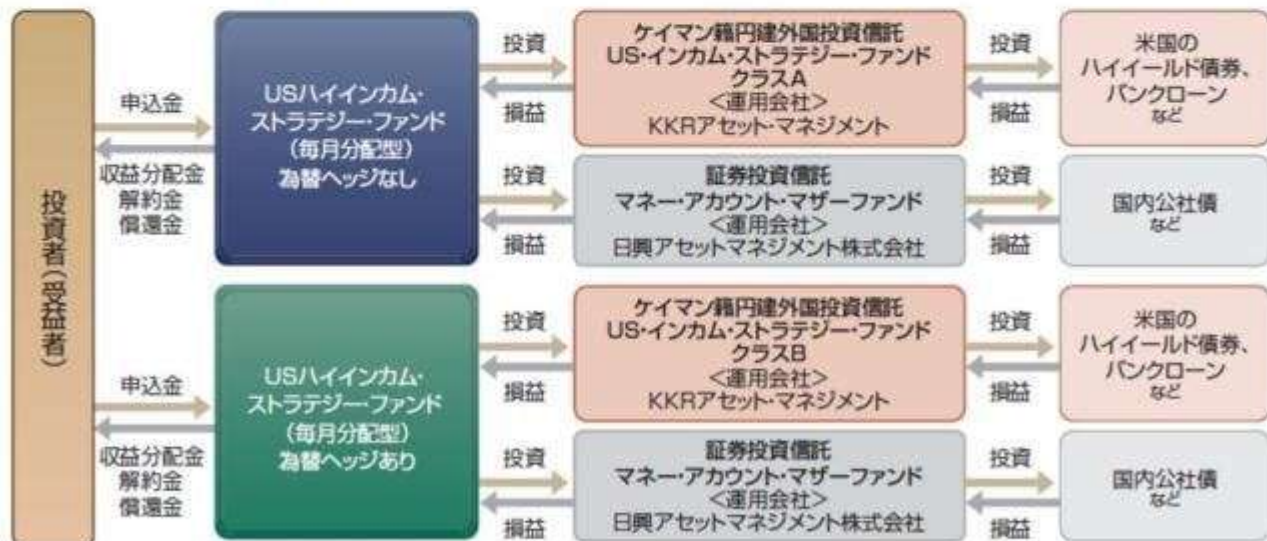 投資者(受益者)
申込金
収益分配金
解約金
償還金
USハイインカム・
ストラテジー・ファンド
(毎月分配型)
為替ヘッジなし
投資
損益
ケイマン籍円建外国投資信託
US・インカム・ストラテジー・ファンド
クラスA
<運用会社>
KKRアセット・マネジメント
投資
損益
米国の
ハイイールド債券、
バンクローン
など
投資
損益
証券投資信託
マネー・アカウント・マザーファンド
<運用会社>
日興アセットマネジメント株式会社
投資
損益
国内公社債
など
申込金
収益分配金
解約金
償還金
USハイインカム・
ストラテジー・ファンド
(毎月分配型)
為替ヘッジあり
投資
損益
ケイマン籍円建外国投資信託
US・インカム・ストラテジー・ファンド
クラスB
<運用会社>
KKRアセット・マネジメント
投資
損益
米国の
ハイイールド債券、
バンクローン
など
投資
損益
証券投資信託
マネー・アカウント・マザーファンド
<運用会社>
日興アセットマネジメント株式会社
投資
損益
国内公社債
など